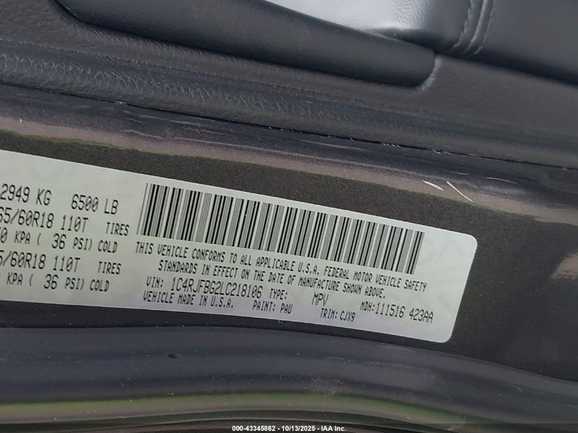 2949 KG 6500 LB
65/60R18 110T TIRES
0 KPA ( 36 PSI) COLD
5/60R18 110T TIRES
KPA ( 36 PSI) COLD
THIS VEHICLE CONFORMS TO ALL APPLICABLE U.S.A. FEDERAL MOTOR VEHICLE SAFETY
STANDARDS IN EFFECT ON THE DATE OF MANUFACTURE SHOWN ABOVE.
VIN: 1C4RJFBG2LC218106 TYPE: MPV MDH: 111516 423AA
MADE IN U.S.A. PAINT: PAU TRIM: CJX9
000-43345862 | 10/13/2025 - IAA Inc.